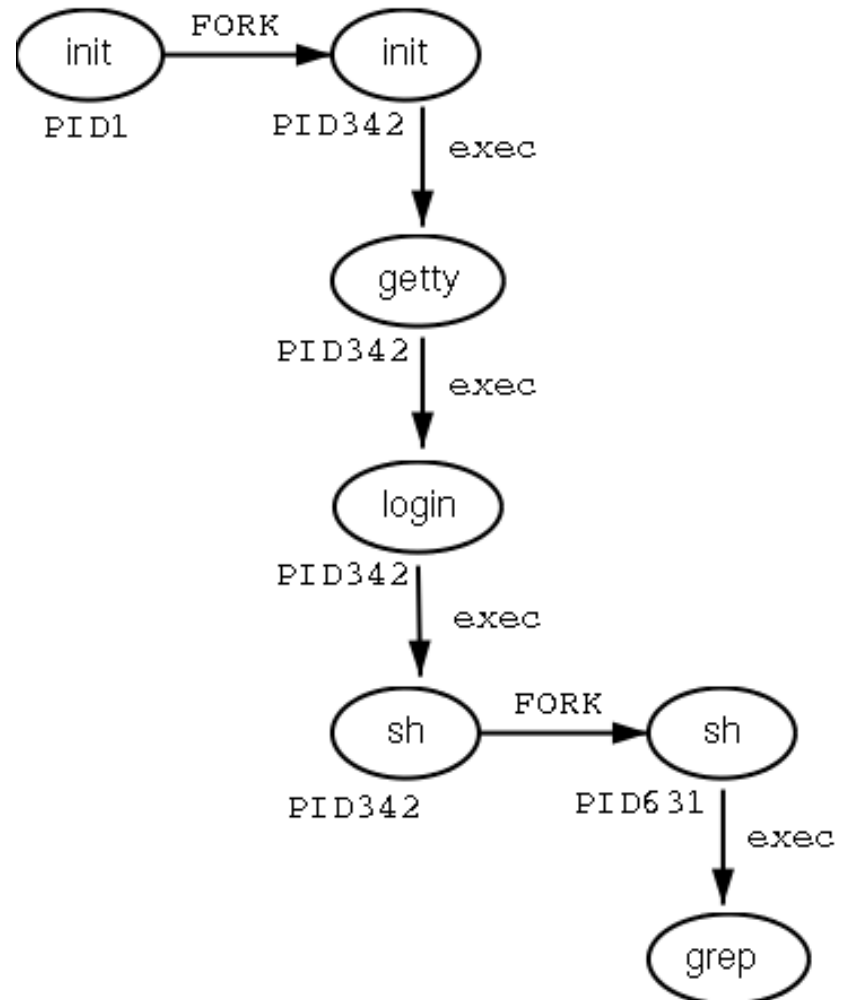 FORK
init
init
PID1
PID342
exec
getty
PID342
exec
login
PID342
exec
FORK
sh
sh
PID342
PID631
exec
grep